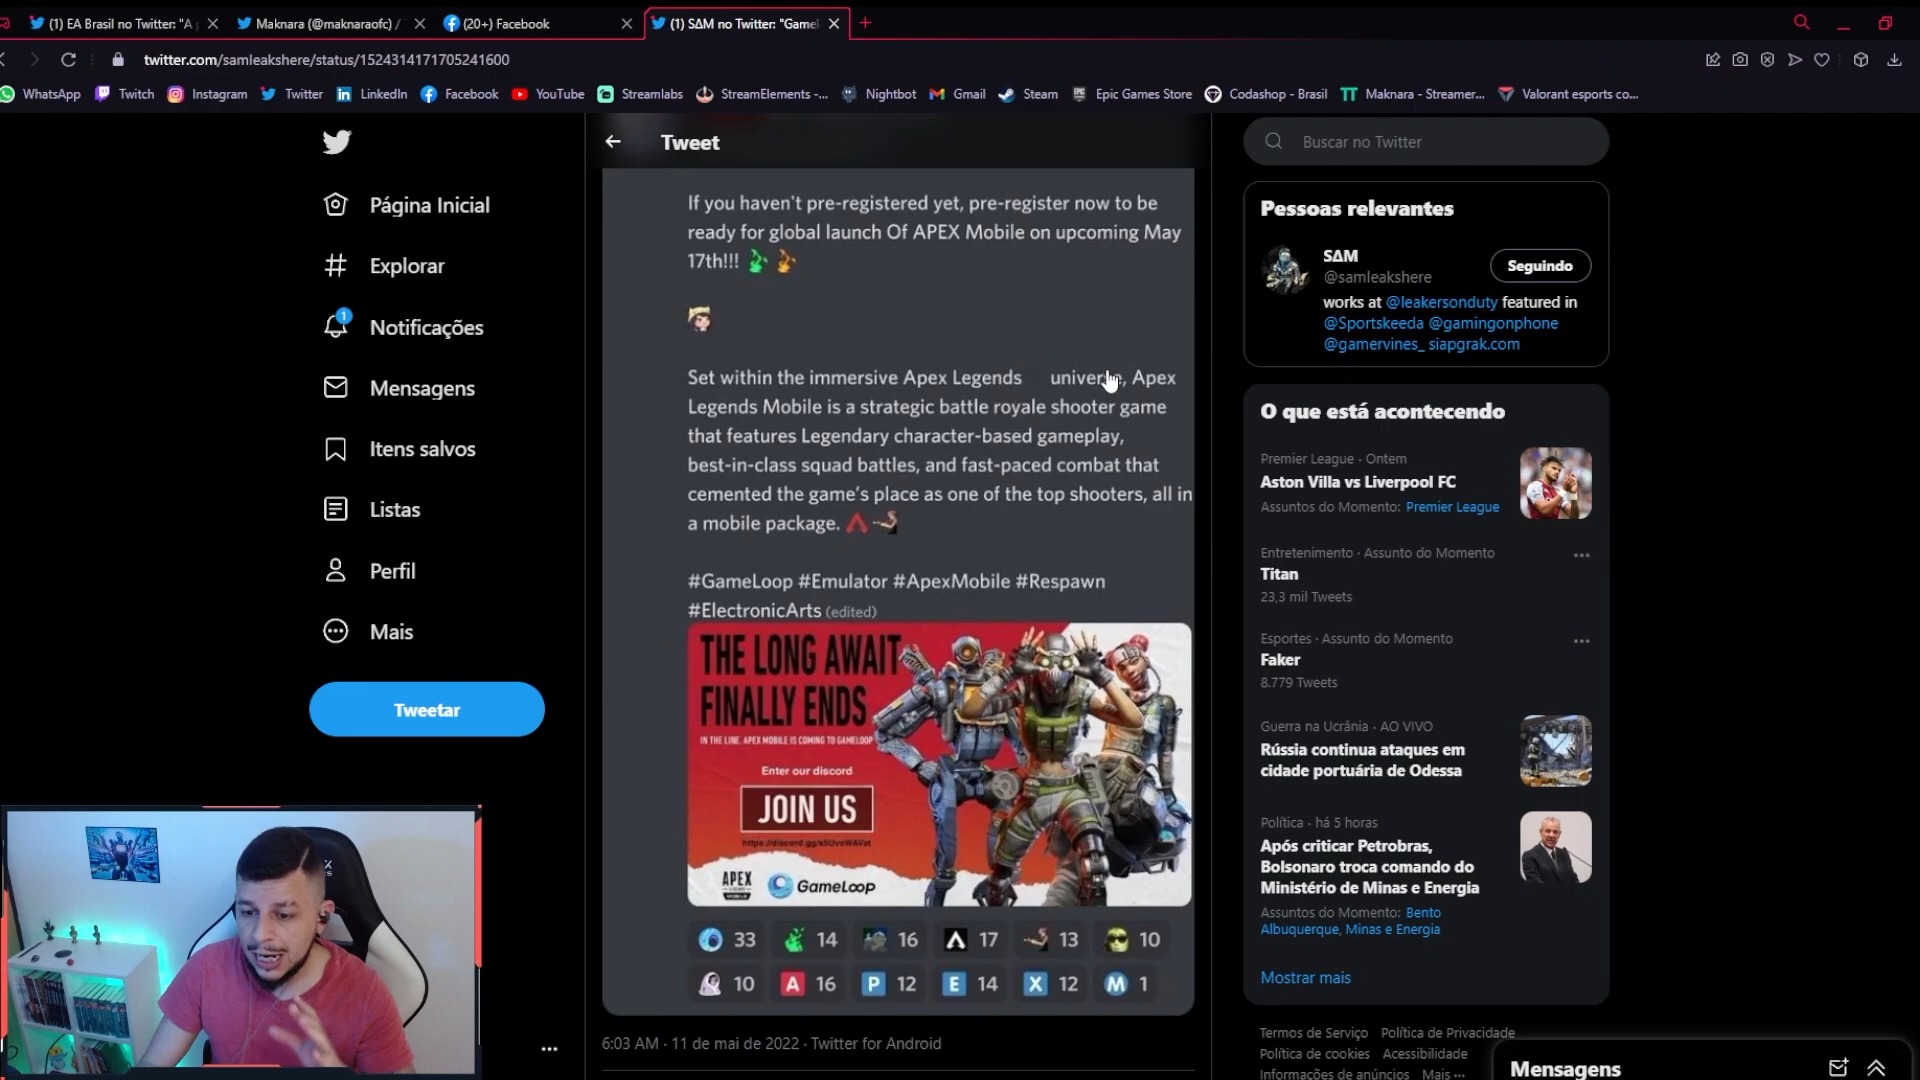 (1) EA Brasil no Twitter: "A
Maknara (@maknaraofc) /
(20+) Facebook
(1) SΔM no Twitter: "Gamel
twitter.com/samleakshere/status/1524314171705241600
WhatsApp
Twitch
Instagram
Twitter
LinkedIn
Facebook
YouTube
Streamlabs
StreamElements -...
Nightbot
Gmail
Steam
Epic Games Store
Codashop - Brasil
Maknara - Streamer...
Valorant esports co...
Página Inicial
Explorar
1
Notificações
Mensagens
Itens salvos
Listas
Perfil
Mais
Tweetar
Tweet
If you haven't pre-registered yet, pre-register now to be
ready for global launch Of APEX Mobile on upcoming May
17th!!!
Set within the immersive Apex Legends universe, Apex
Legends Mobile is a strategic battle royale shooter game
that features Legendary character-based gameplay,
best-in-class squad battles, and fast-paced combat that
cemented the game's place as one of the top shooters, all in
a mobile package.
#GameLoop #Emulator #ApexMobile #Respawn
#ElectronicArts (edited)
THE LONG AWAIT
FINALLY ENDS
IN THE LINE. APEX MOBILE IS COMING TO GAMELOOP
Enter our discord
JOIN US
APEX
GameLoop
33 14 16 17 13 10
10 A 16 P 12 E 14 X 12 M 1
6:03 AM · 11 de mai de 2022 · Twitter for Android
Buscar no Twitter
Pessoas relevantes
SΔM
@samleakshere
Seguindo
works at @leakersonduty featured in
@Sportskeeda @gamingonphone
@gamervines_ siapgrak.com
O que está acontecendo
Premier League · Ontem
Aston Villa vs Liverpool FC
Assuntos do Momento: Premier League
Entretenimento · Assunto do Momento
Titan
23,3 mil Tweets
Esportes · Assunto do Momento
Faker
8.779 Tweets
Guerra na Ucrânia · AO VIVO
Rússia continua ataques em
cidade portuária de Odessa
Política · há 5 horas
Após criticar Petrobras,
Bolsonaro troca comando do
Ministério de Minas e Energia
Assuntos do Momento: Bento
Albuquerque, Minas e Energia
Mostrar mais
Termos de Serviço Política de Privacidade
Política de cookies Acessibilidade
Informações de anúncios Mais ...
Mensagens